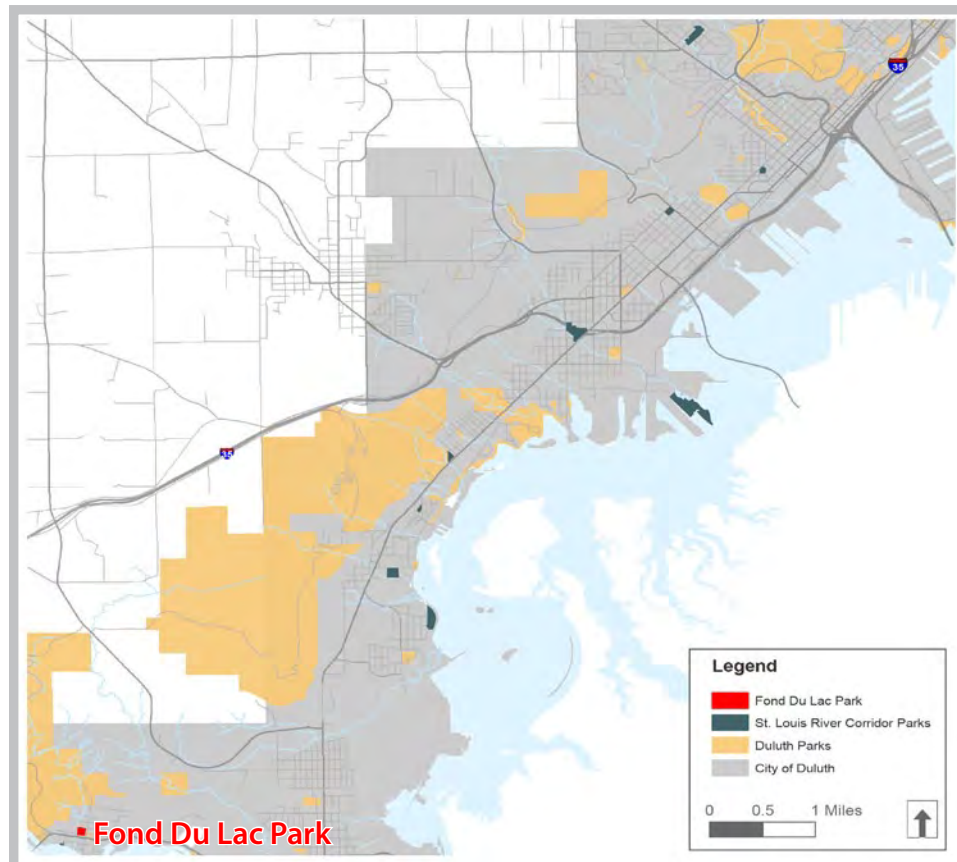 35
35
Legend
Fond Du Lac Park
St. Louis River Corridor Parks
Duluth Parks
City of Duluth
0 0.5 1 Miles
Fond Du Lac Park